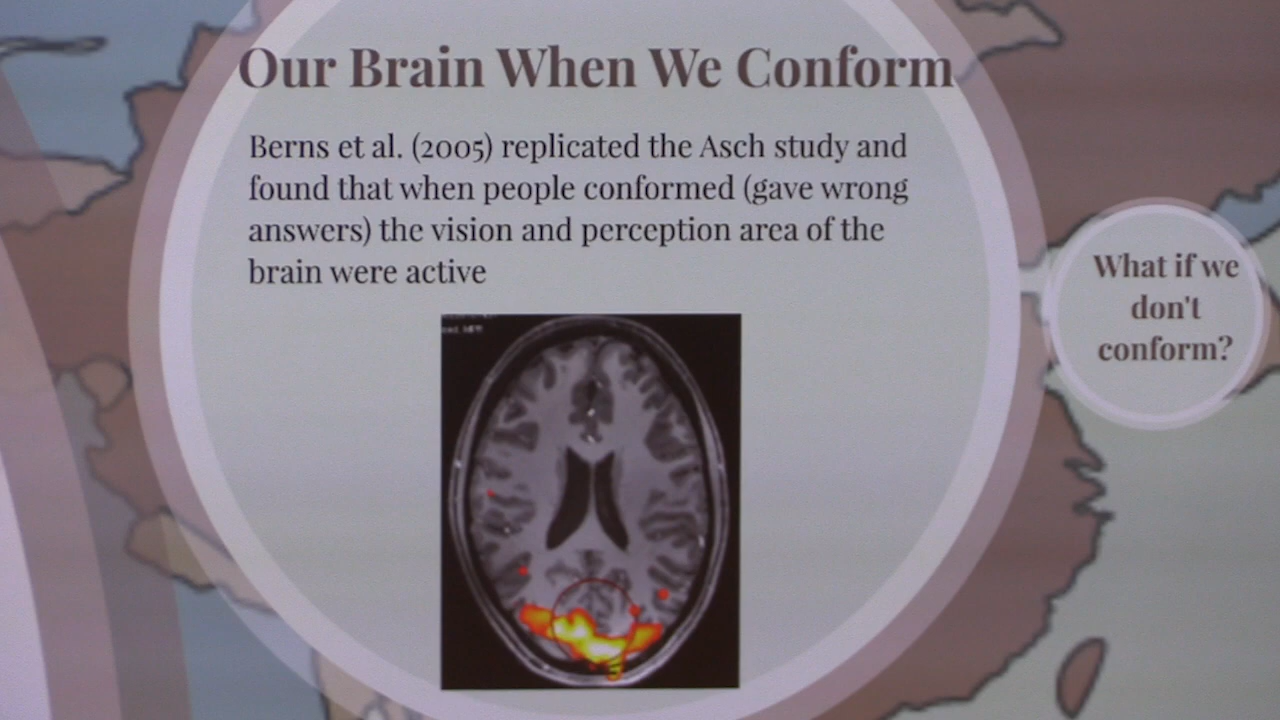 Our Brain When We Conform
Berns et al. (2005) replicated the Asch study and
found that when people conformed (gave wrong
answers) the vision and perception area of the
brain were active
What if we
don't
conform?